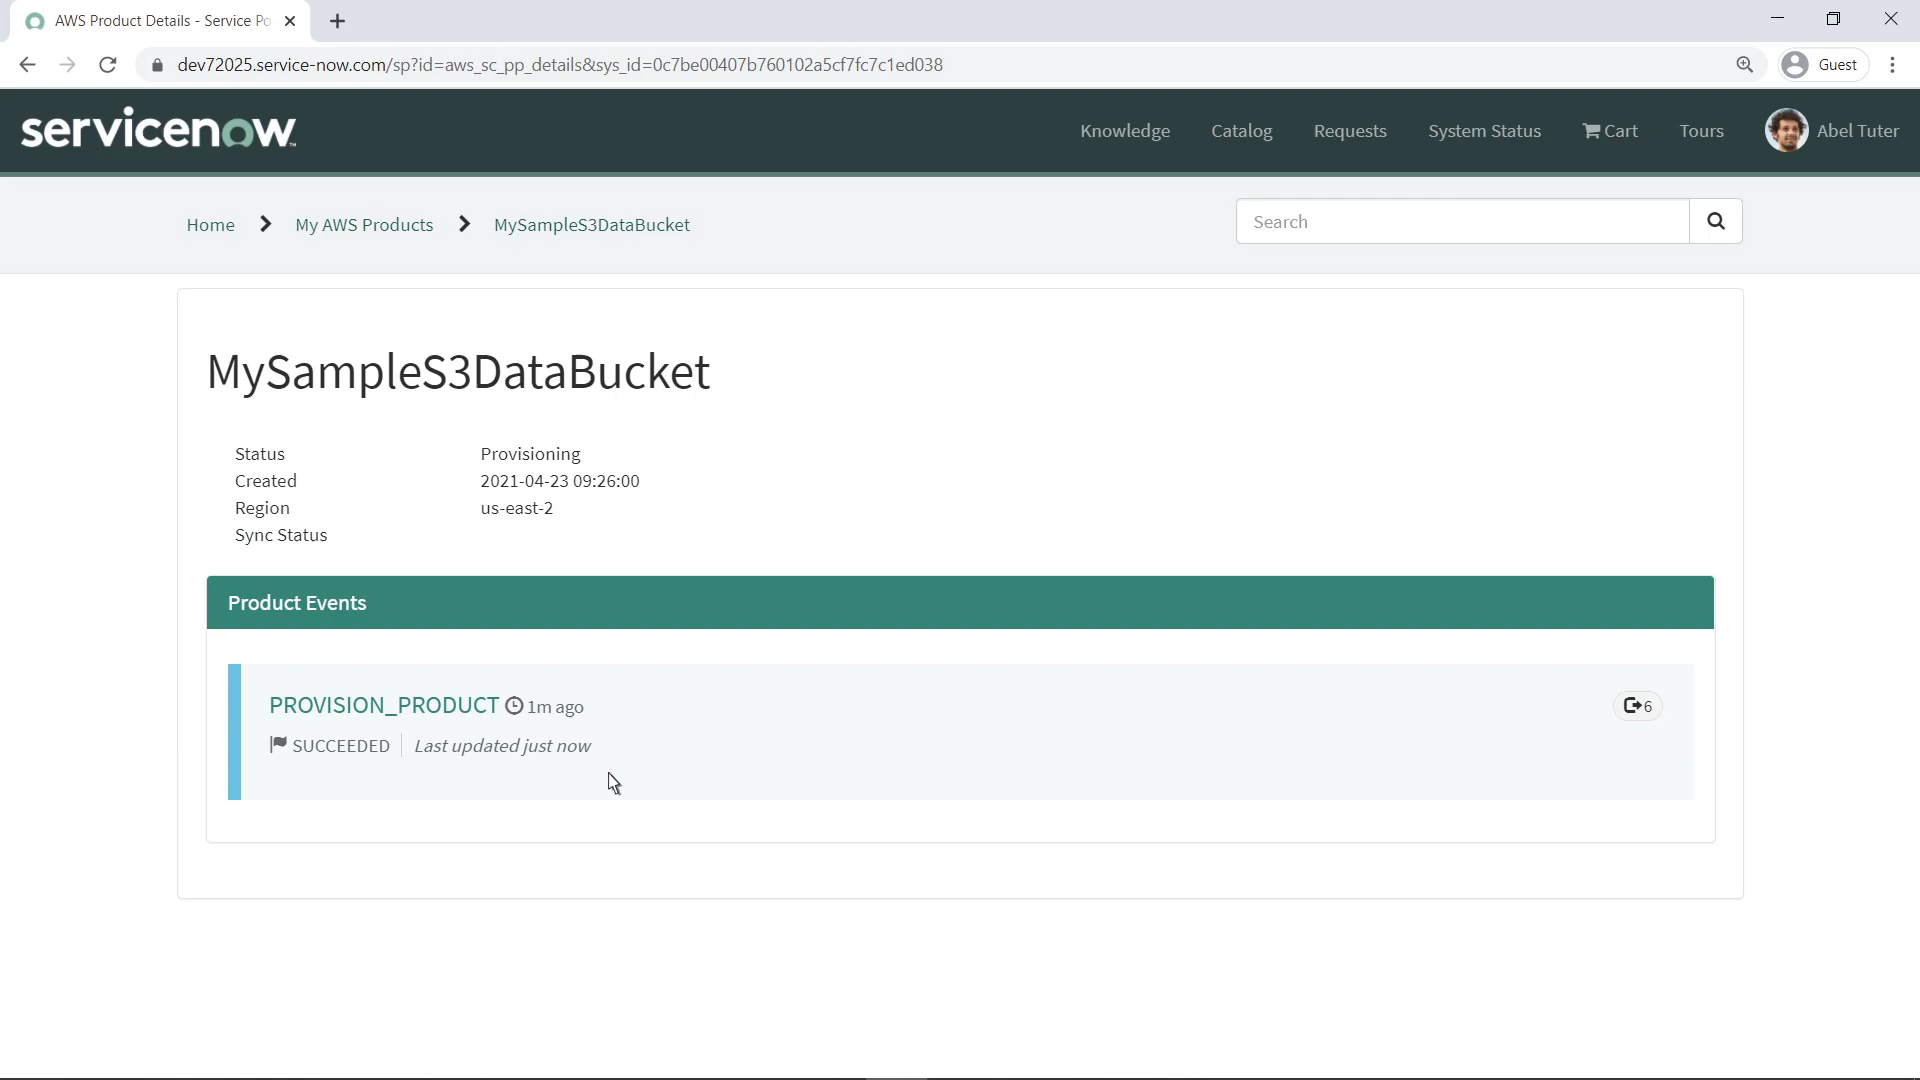 AWS Product Details - Service Po
dev72025.service-now.com/sp?id=aws_sc_pp_details&sys_id=0c7be00407b760102a5cf7fc7c1ed038
Guest
servicenow
Knowledge
Catalog
Requests
System Status
Cart
Tours
Abel Tuter
Home
My AWS Products
MySampleS3DataBucket
Search
MySampleS3DataBucket
Status Provisioning
Created 2021-04-23 09:26:00
Region us-east-2
Sync Status
Product Events
PROVISION_PRODUCT 1m ago
6
SUCCEEDED Last updated just now